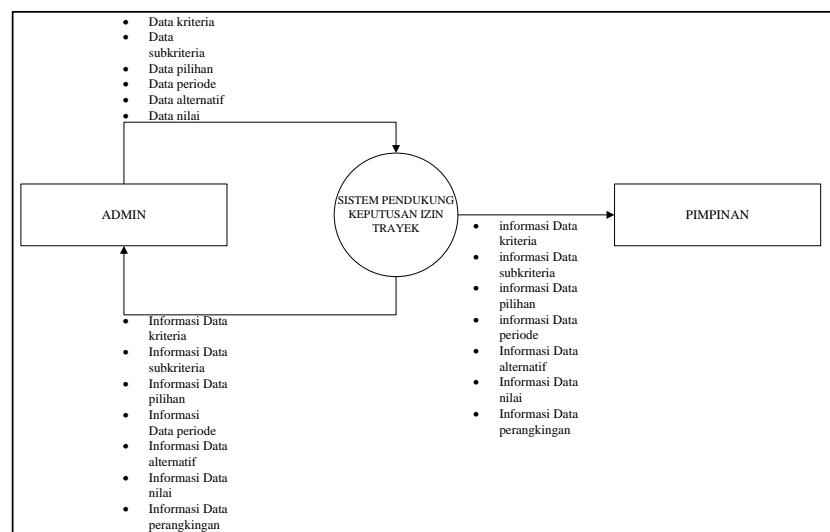 • Data kriteria
• Data
subkriteria
• Data pilihan
• Data periode
• Data alternatif
• Data nilai
ADMIN
SISTEM PENDUKUNG
KEPUTUSAN IZIN
TRAYEK
PIMPINAN
• Informasi Data
kriteria
• Informasi Data
subkriteria
• Informasi Data
pilihan
• Informasi
Data periode
• Informasi Data
alternatif
• Informasi Data
nilai
• Informasi Data
perangkingan
• informasi Data
kriteria
• informasi Data
subkriteria
• informasi Data
pilihan
• informasi Data
periode
• Informasi Data
alternatif
• Informasi Data
nilai
• Informasi Data
perangkingan